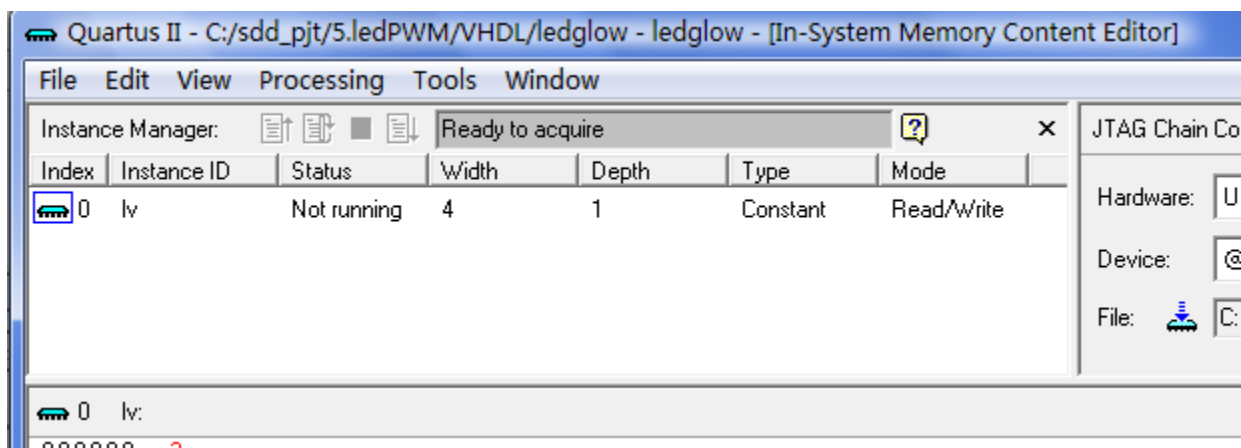 Quartus II - C:/sdd_pjt/5.ledPWM/VHDL/ledglow - ledglow - [In-System Memory Content Editor]
File Edit View Processing Tools Window
Instance Manager: Ready to acquire JTAG Chain Co
Index Instance ID Status Width Depth Type Mode
0 lv Not running 4 1 Constant Read/Write
Hardware: U
Device: @
File: C:
0 lv: